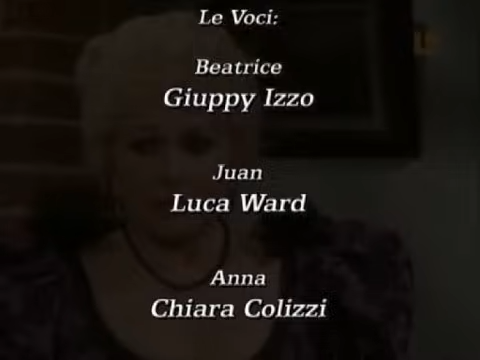 Le Voci:
Beatrice
Giuppy Izzo
Juan
Luca Ward
Anna
Chiara Colizzi